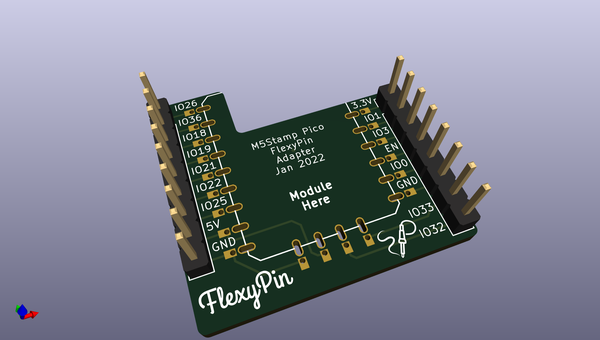 IO26
IO36
IO18
IO19
IO21
IO22
IO25
5V
GND
M5Stamp Pico
FlexyPin
Adapter
Jan 2022
Module
Here
3.3V
IO1
IO3
EN
IO0
GND
IO33
IO32
FlexyPin